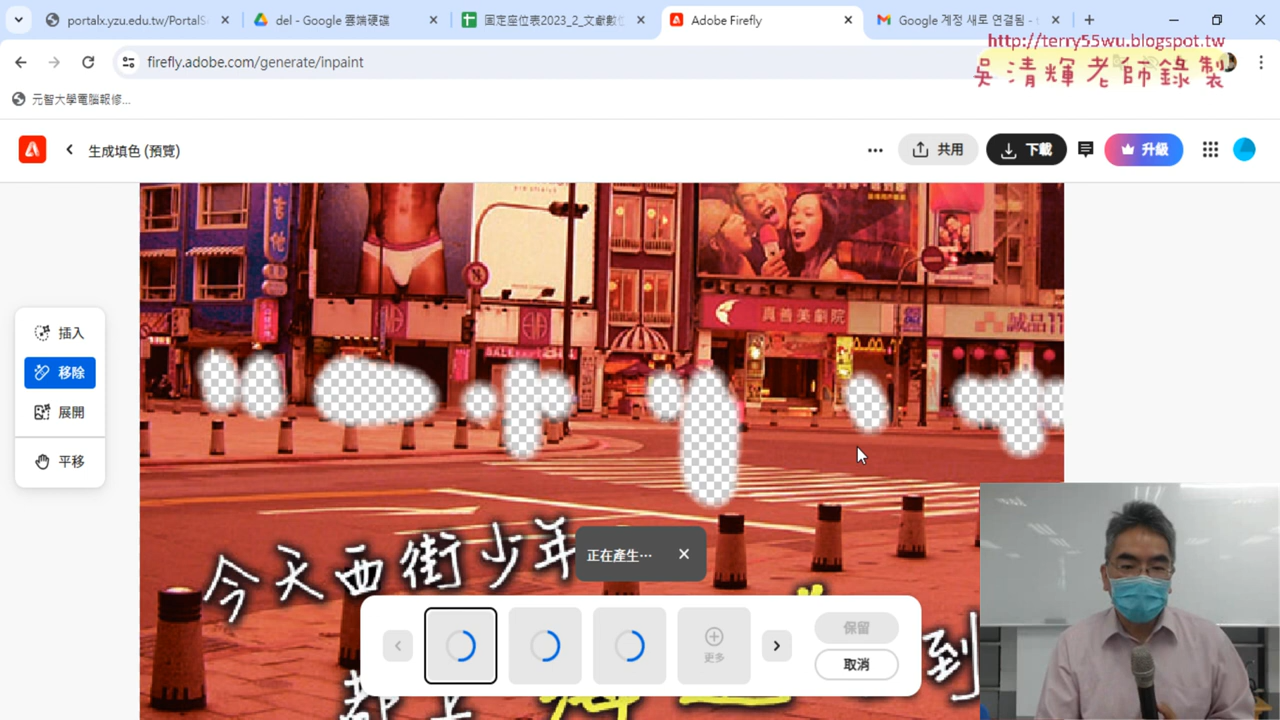 portalx.yzu.edu.tw/PortalS
del - Google 雲端硬碟
固定座位表2023_2_文獻數位
Adobe Firefly
Google 계정 새로 연결됨 -
http://terry55wu.blogspot.tw
firefly.adobe.com/generate/inpaint
吳清輝老師錄製
元智大學電腦報修...
生成填色 (預覽)
共用
下載
升級
插入
移除
展開
平移
真善美劇院
誠品
SALE
今天西街少年
正在產生...
到
更多
保留
取消